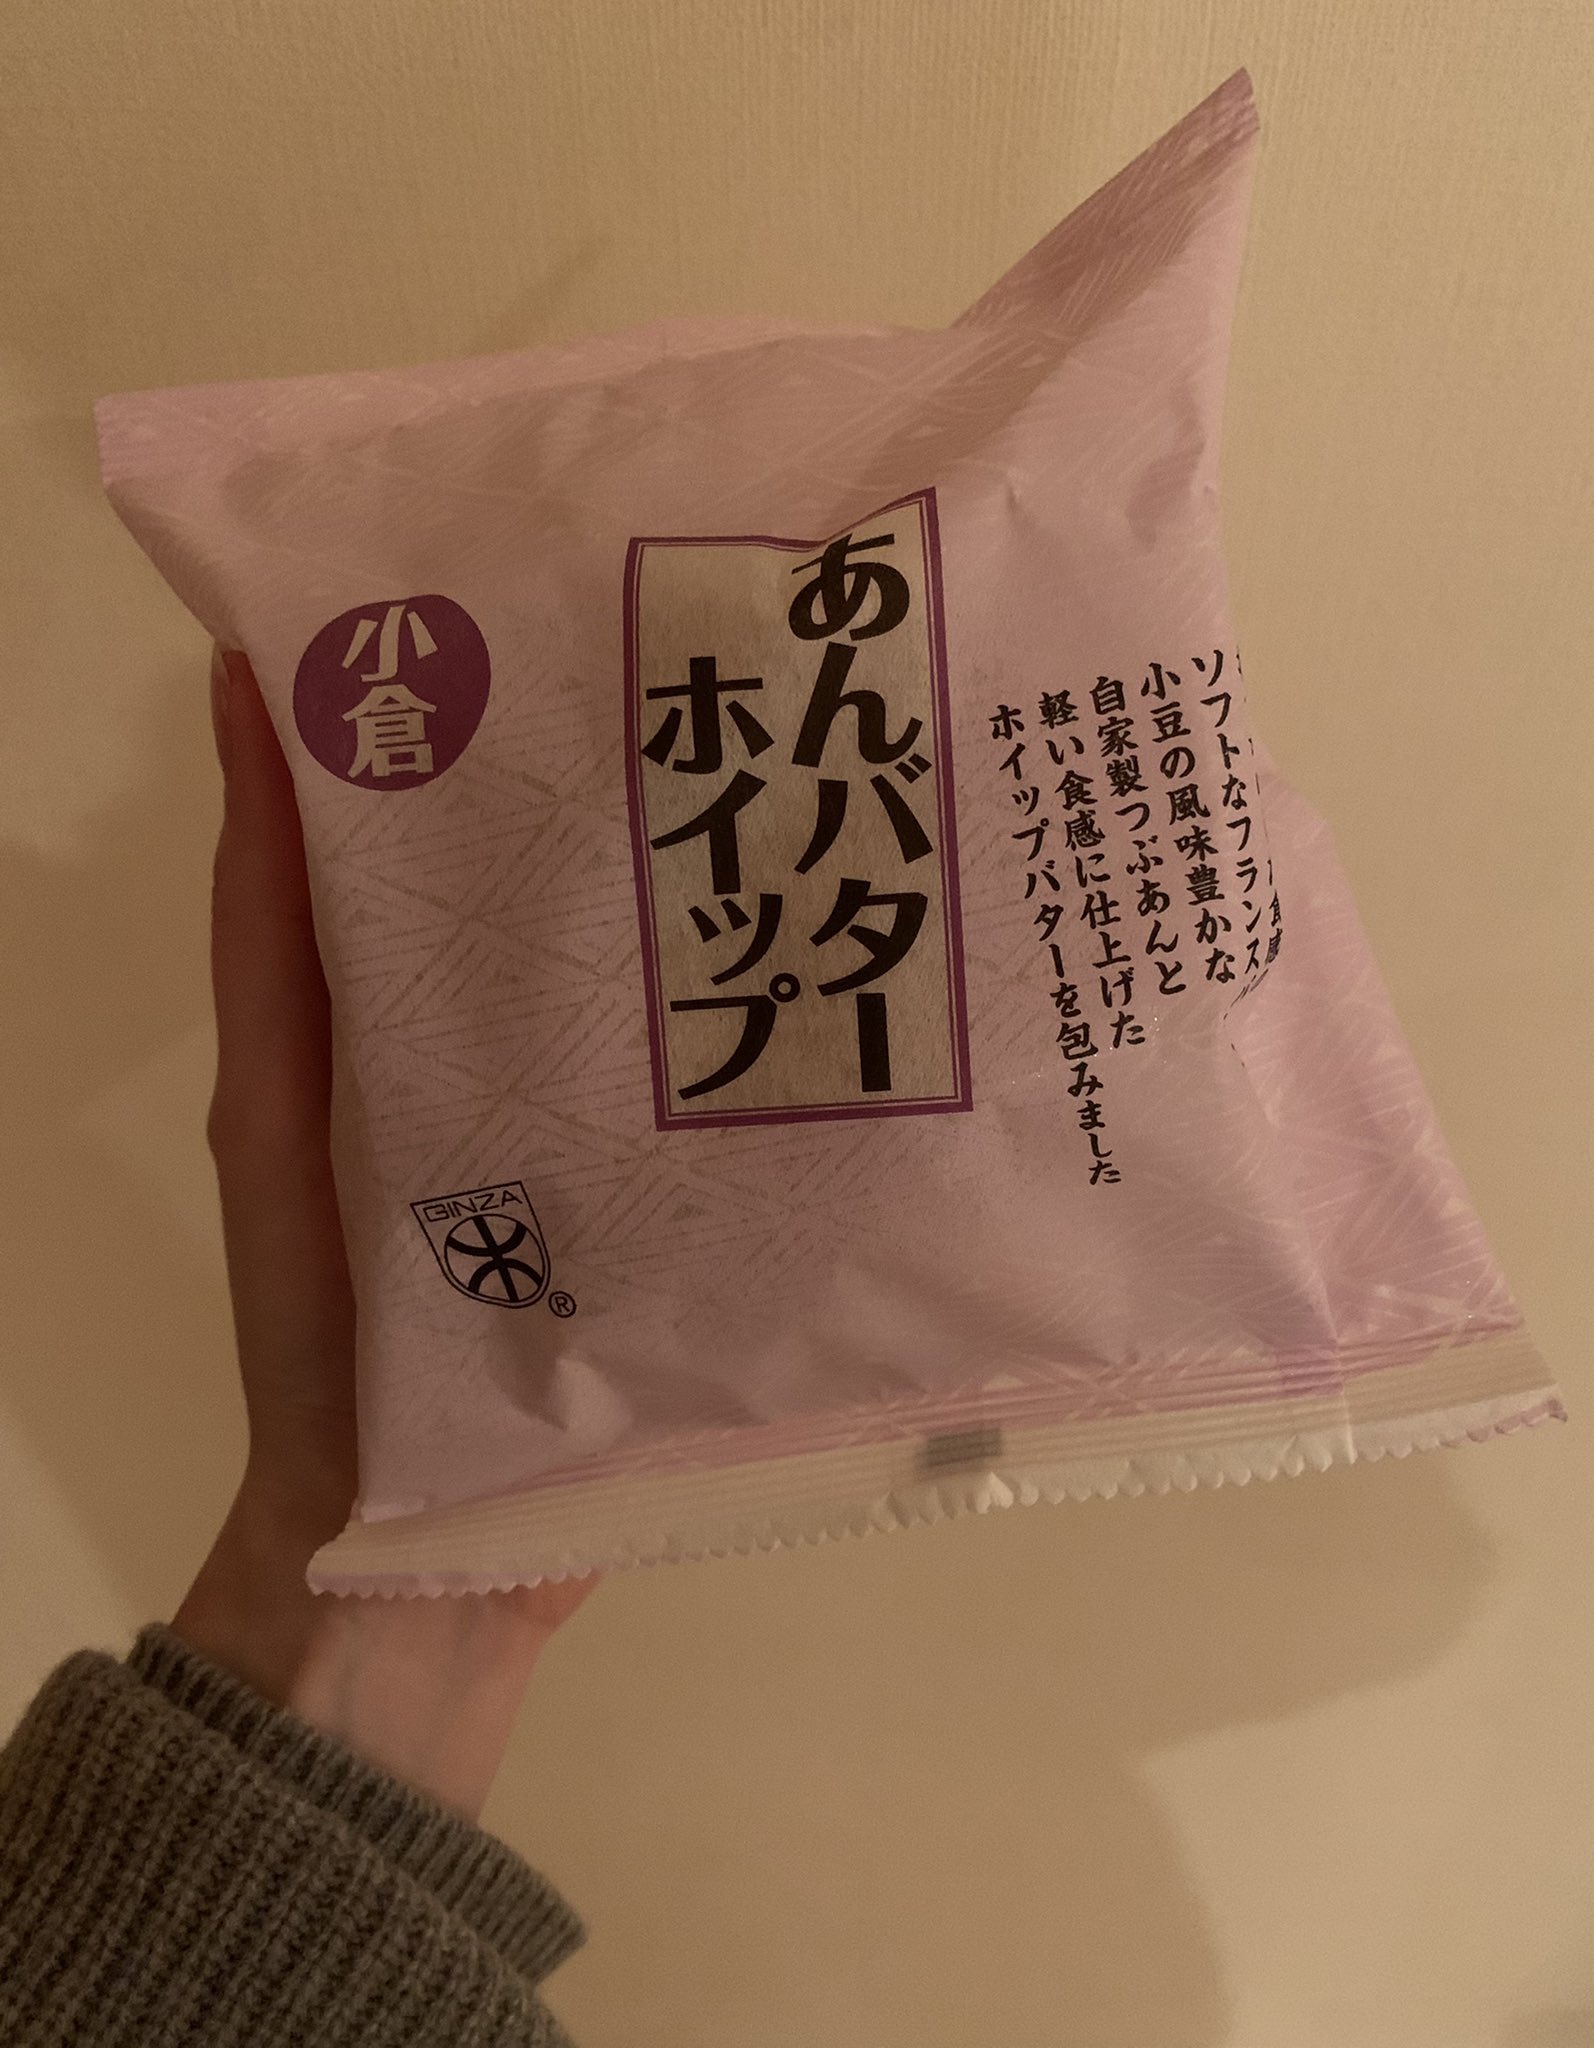 あんバター
ホイップ
小倉
食感
ソフトなフランス
小豆の風味豊かな
自家製つぶあんと
軽い食感に仕上げた
ホイップバターを包みました
GINZA
木
®